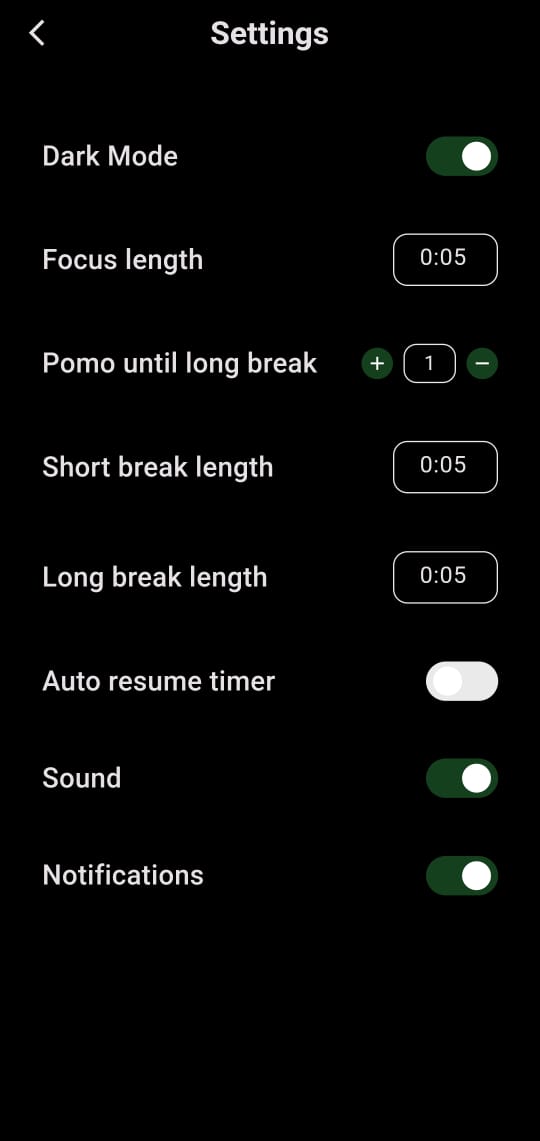 Settings
Dark Mode
Focus length 0:05
Pomo until long break + 1 −
Short break length 0:05
Long break length 0:05
Auto resume timer
Sound
Notifications